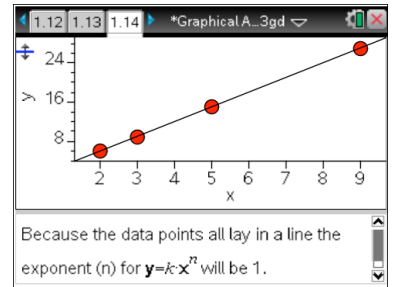 1.12 1.13 1.14 *Graphical A...3gd
24
16
8
y
2 3 4 5 6 7 8 9
x
Because the data points all lay in a line the
exponent (n) for y=k·xⁿ will be 1.